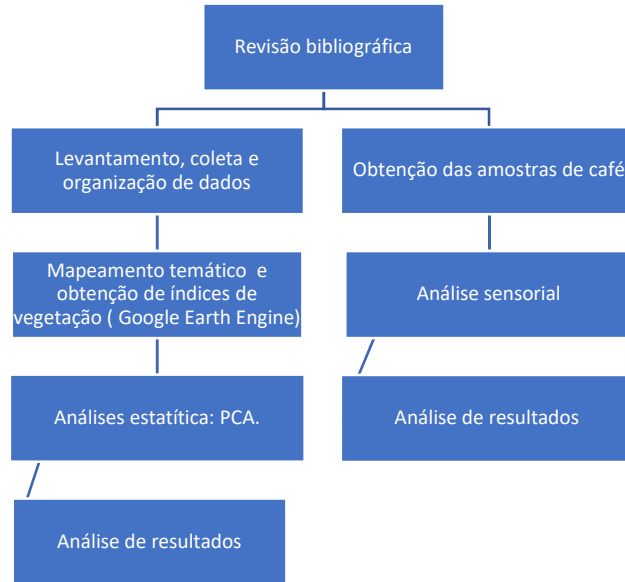 Revisão bibliográfica
Levantamento, coleta e
organização de dados
Obtenção das amostras de café
Mapeamento temático e
obtenção de índices de
vegetação ( Google Earth Engine)
Análise sensorial
Análises estatítica: PCA.
Análise de resultados
Análise de resultados